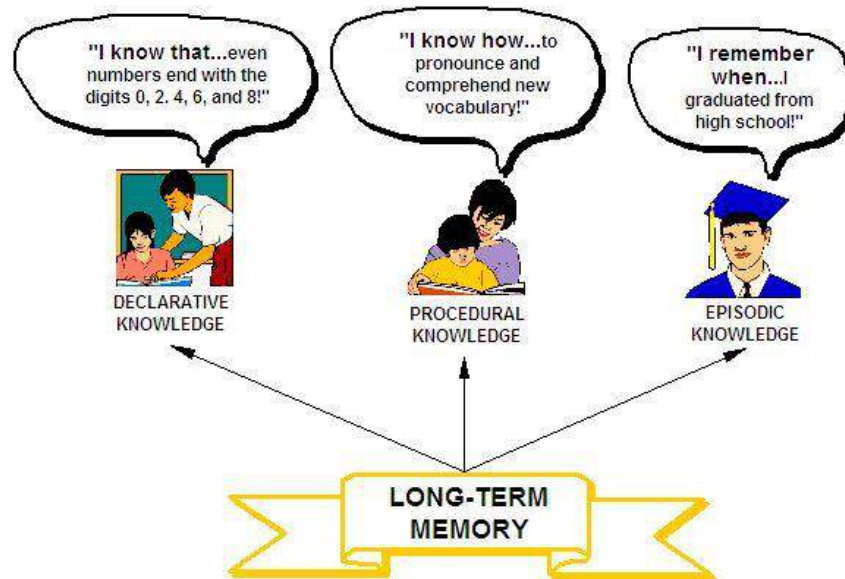 "I know that...even
numbers end with the
digits 0, 2. 4, 6, and 8!"
"I know how...to
pronounce and
comprehend new
vocabulary!"
"I remember
when...I
graduated from
high school!"
DECLARATIVE
KNOWLEDGE
PROCEDURAL
KNOWLEDGE
EPISODIC
KNOWLEDGE
LONG-TERM
MEMORY